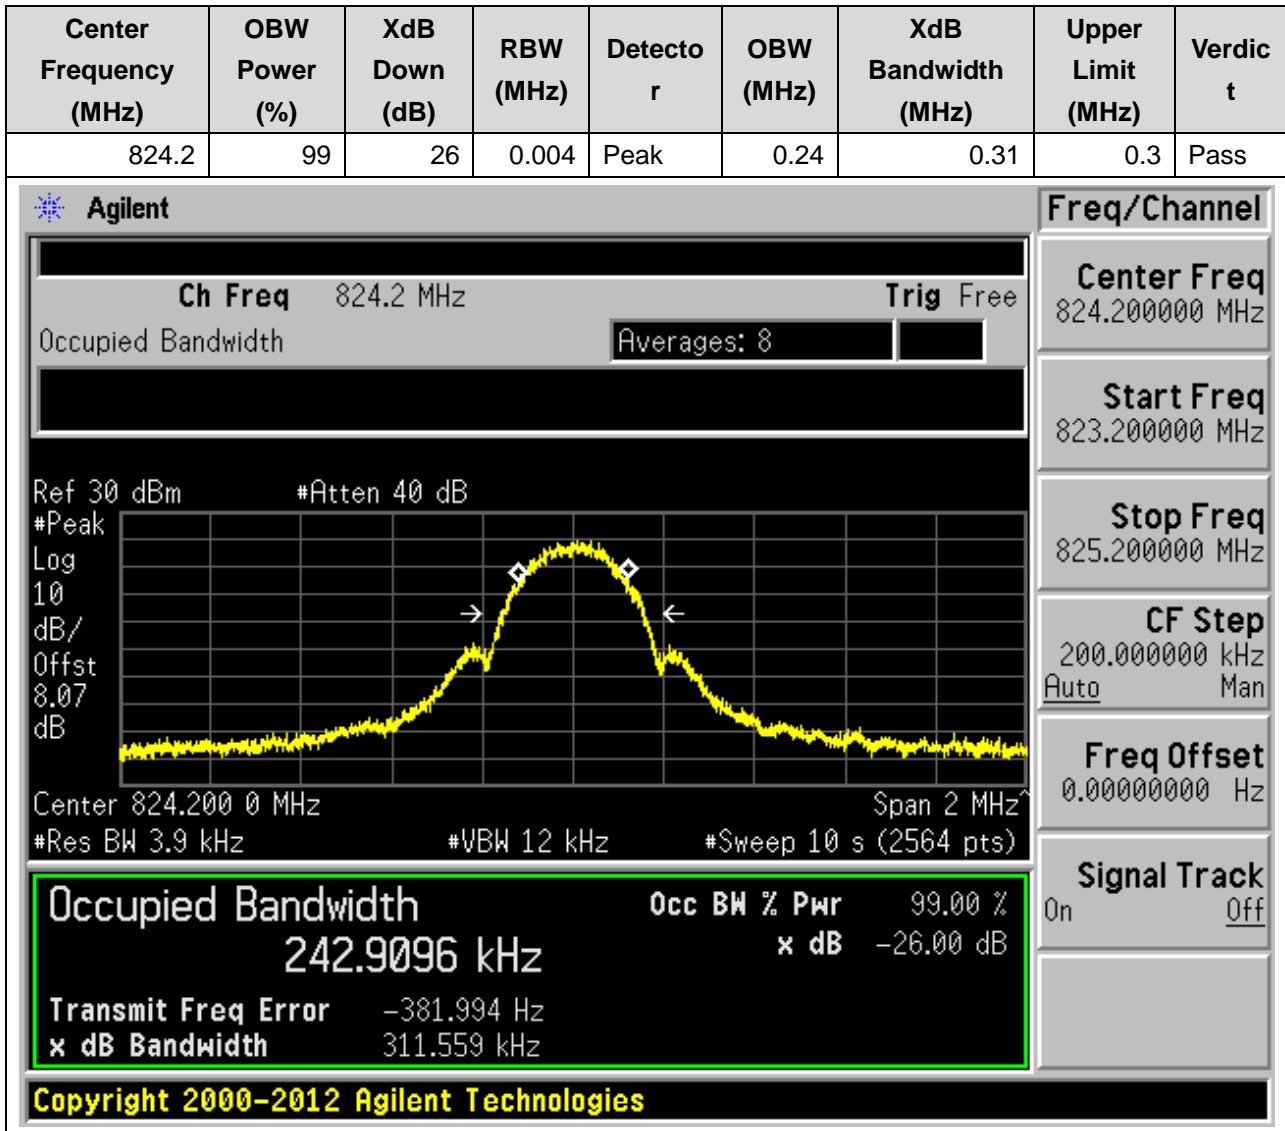 Center Frequency (MHz) OBW Power (%) XdB Down (dB) RBW (MHz) Detecto r OBW (MHz) XdB Bandwidth (MHz) Upper Limit (MHz) Verdic t
824.2 99 26 0.004 Peak 0.24 0.31 0.3 Pass
Agilent
Freq/Channel
Ch Freq 824.2 MHz Trig Free
Occupied Bandwidth Averages: 8
Center Freq
824.200000 MHz
Start Freq
823.200000 MHz
Stop Freq
825.200000 MHz
CF Step
200.000000 kHz
Auto Man
Freq Offset
0.00000000 Hz
Signal Track
On Off
Ref 30 dBm #Atten 40 dB
#Peak
Log
10
dB/
Offst
8.07
dB
Center 824.200 0 MHz Span 2 MHz^
#Res BW 3.9 kHz #VBW 12 kHz #Sweep 10 s (2564 pts)
Occupied Bandwidth
242.9096 kHz
Occ BW % Pwr 99.00 %
x dB -26.00 dB
Transmit Freq Error -381.994 Hz
x dB Bandwidth 311.559 kHz
Copyright 2000-2012 Agilent Technologies